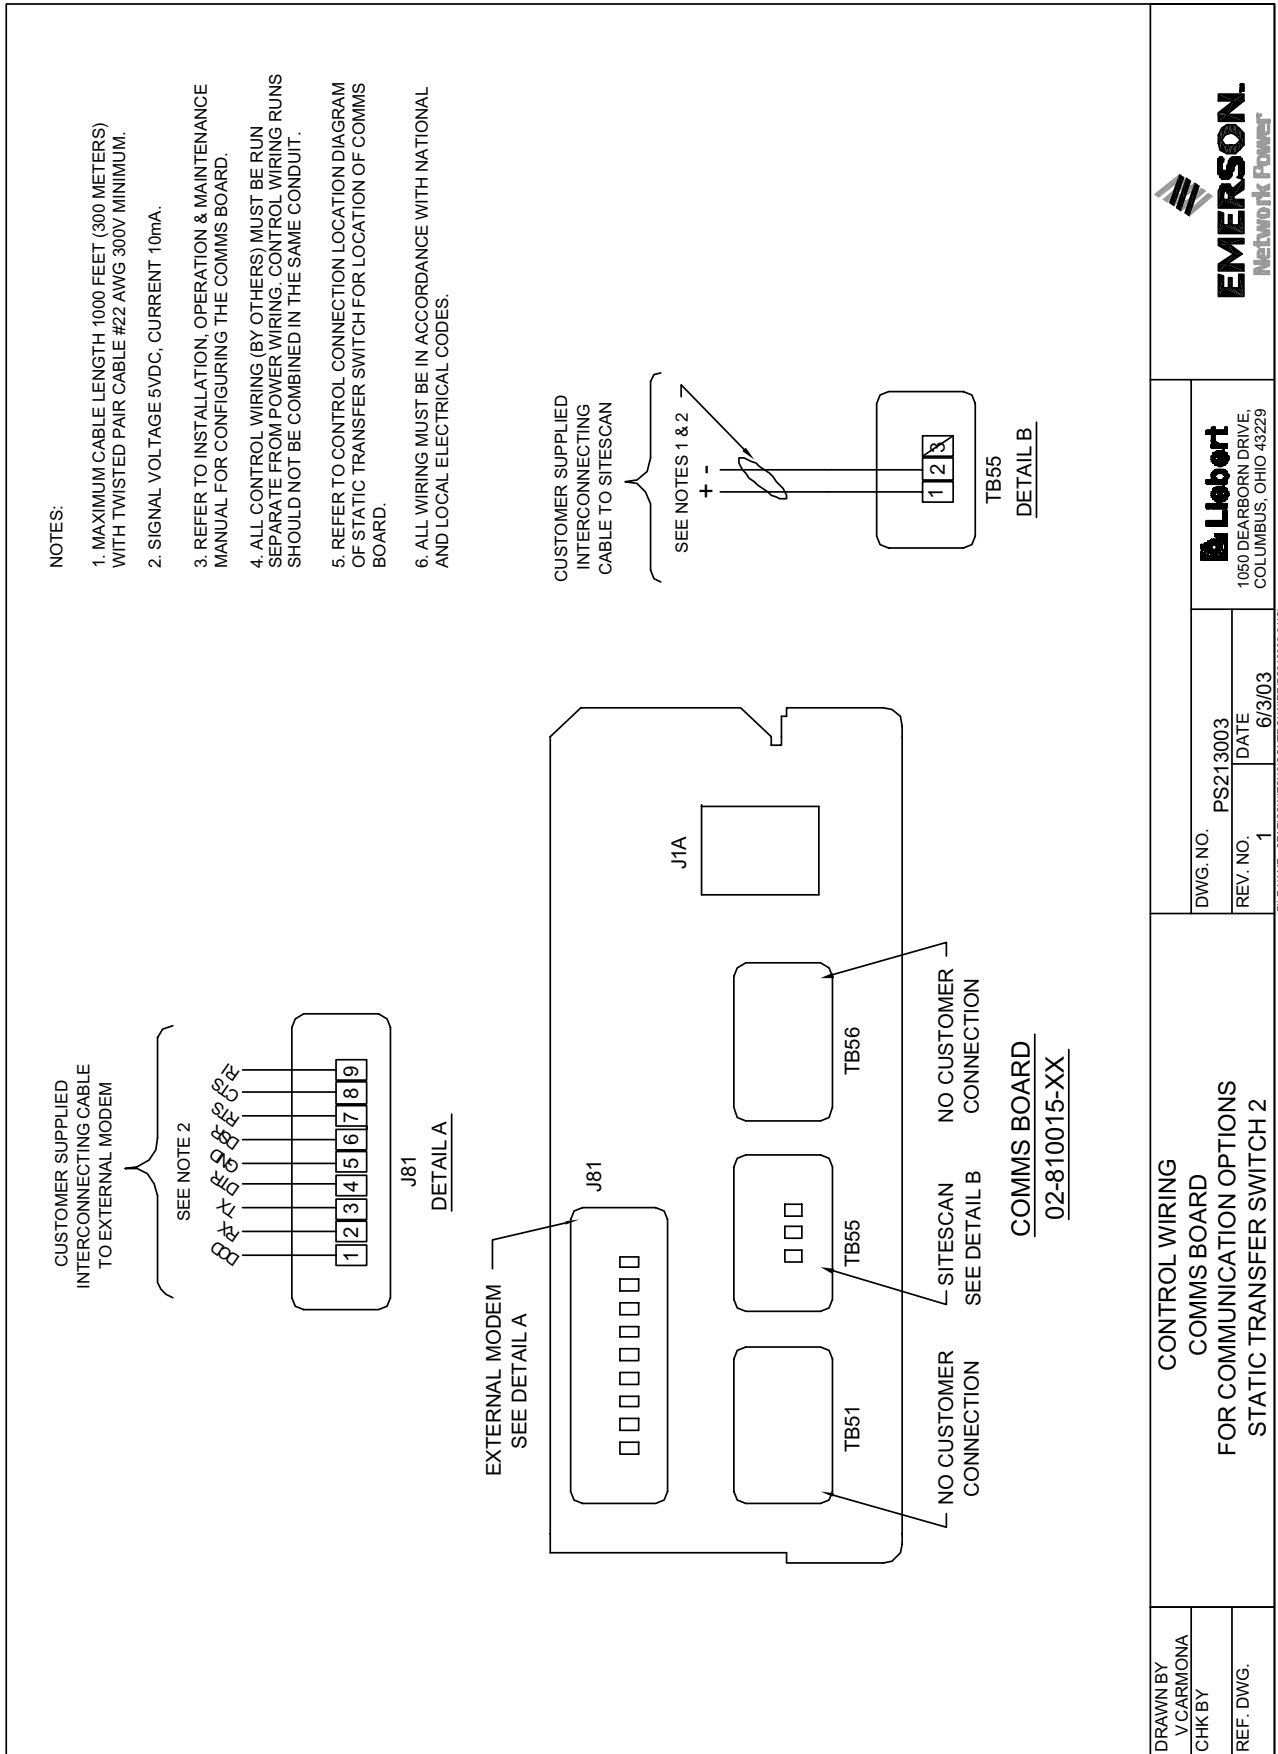 NOTES:
1. MAXIMUM CABLE LENGTH 1000 FEET (300 METERS)
WITH TWISTED PAIR CABLE #22 AWG 300V MINIMUM.
2. SIGNAL VOLTAGE 5VDC, CURRENT 10mA.
3. REFER TO INSTALLATION, OPERATION & MAINTENANCE
MANUAL FOR CONFIGURING THE COMMS BOARD.
4. ALL CONTROL WIRING (BY OTHERS) MUST BE RUN
SEPARATE FROM POWER WIRING. CONTROL WIRING RUNS
SHOULD NOT BE COMBINED IN THE SAME CONDUIT.
5. REFER TO CONTROL CONNECTION LOCATION DIAGRAM
OF STATIC TRANSFER SWITCH FOR LOCATION OF COMMS
BOARD.
6. ALL WIRING MUST BE IN ACCORDANCE WITH NATIONAL
AND LOCAL ELECTRICAL CODES.
CUSTOMER SUPPLIED
INTERCONNECTING CABLE
TO EXTERNAL MODEM
SEE NOTE 2
DCD RX TX DTR GND DSR RTS CTS RI
1 2 3 4 5 6 7 8 9
J81
DETAIL A
CUSTOMER SUPPLIED
INTERCONNECTING
CABLE TO SITESCAN
SEE NOTES 1 & 2
+ -
1 2 3
TB55
DETAIL B
EXTERNAL MODEM
SEE DETAIL A
J81
J1A
TB51
TB55
TB56
NO CUSTOMER
CONNECTION
SITESCAN
SEE DETAIL B
NO CUSTOMER
CONNECTION
COMMS BOARD
02-810015-XX
DRAWN BY
V CARMONA
CHK BY
REF. DWG.
CONTROL WIRING
COMMS BOARD
FOR COMMUNICATION OPTIONS
STATIC TRANSFER SWITCH 2
DWG. NO.
PS213003
REV. NO.
1
DATE
6/3/03
Liebert
1050 DEARBORN DRIVE,
COLUMBUS, OHIO 43229
EMERSON.
Network Power